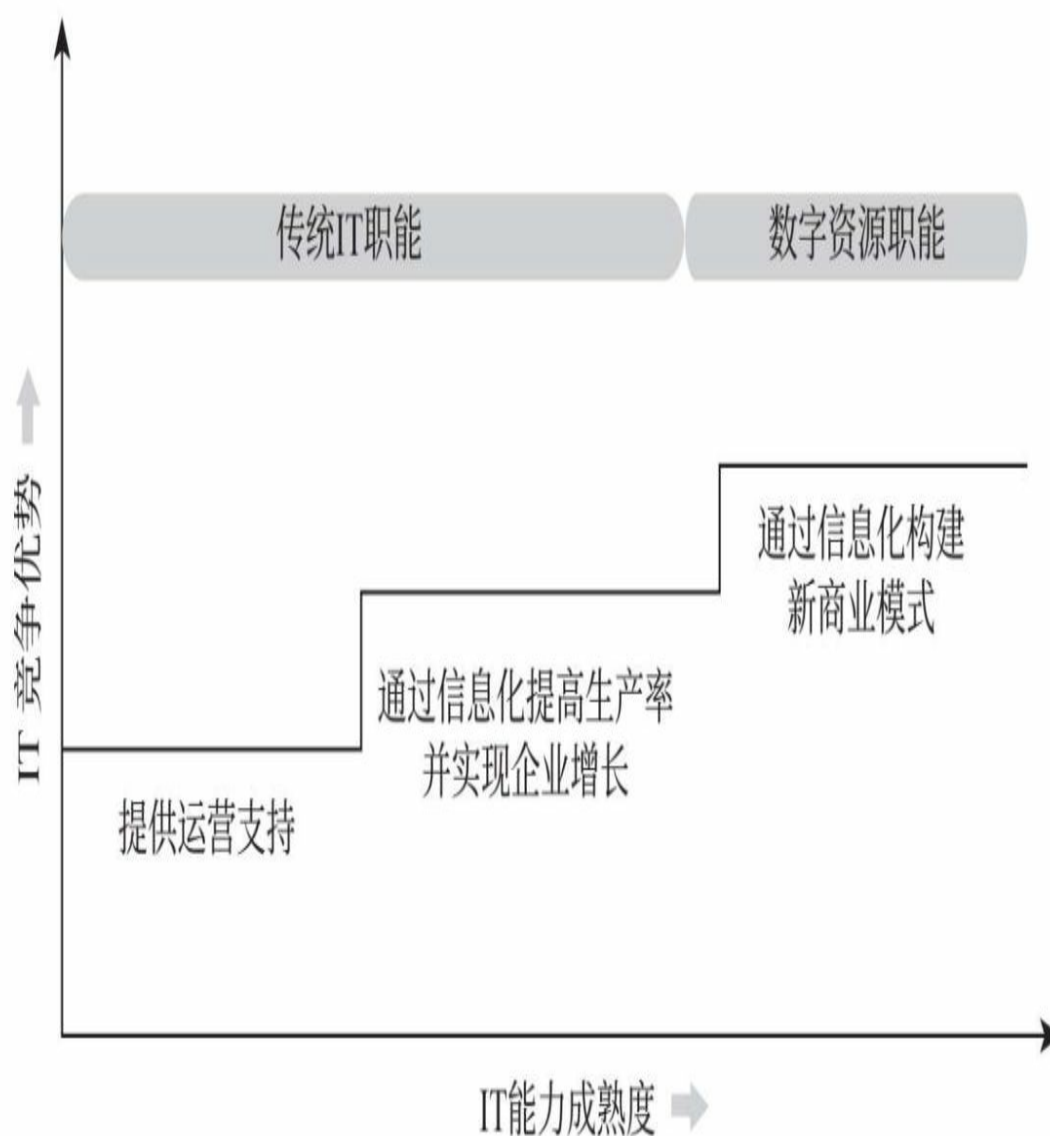 传统IT职能
数字资源职能
通过信息化构建
新商业模式
通过信息化提高生产率
并实现企业增长
提供运营支持
IT 竞争优势
IT能力成熟度